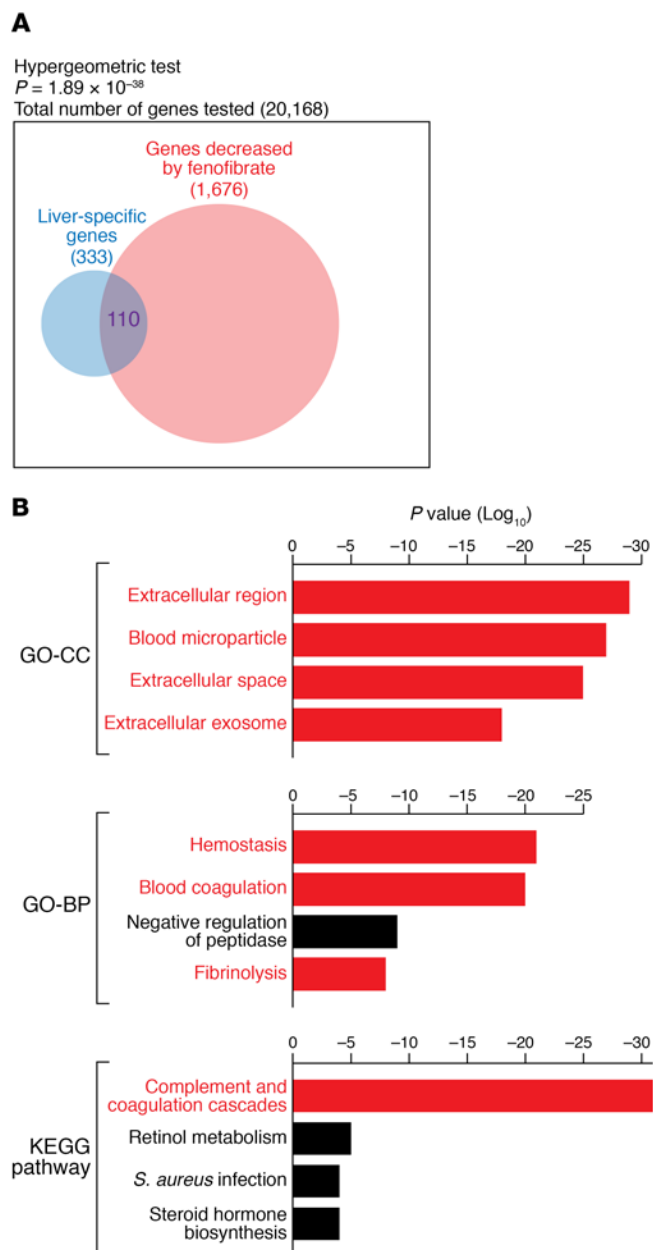 A
Hypergeometric test
P = 1.89 × 10⁻³⁸
Total number of genes tested (20,168)
Genes decreased
by fenofibrate
(1,676)
Liver-specific
genes
(333)
110
B
P value (Log₁₀)
0 –5 –10 –15 –20 –25 –30
GO-CC
Extracellular region
Blood microparticle
Extracellular space
Extracellular exosome
0 –5 –10 –15 –20 –25
GO-BP
Hemostasis
Blood coagulation
Negative regulation
of peptidase
Fibrinolysis
0 –5 –10 –15 –20 –25 –30
KEGG
pathway
Complement and
coagulation cascades
Retinol metabolism
S. aureus infection
Steroid hormone
biosynthesis